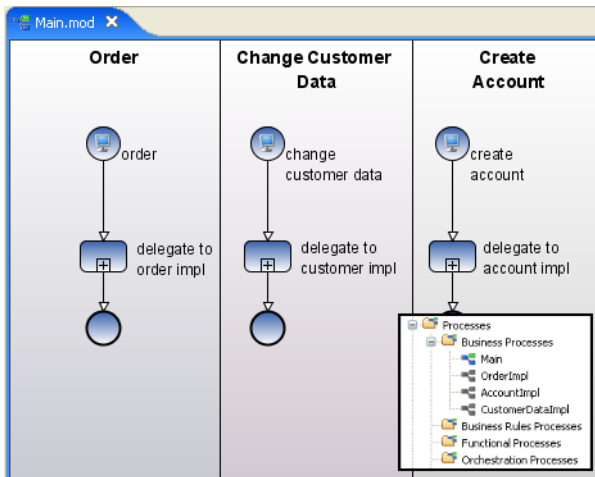 Main.mod
Order
Change Customer
Data
Create
Account
order
change
customer data
create
account
delegate to
order impl
delegate to
customer impl
delegate to
account impl
Processes
Business Processes
Main
OrderImpl
AccountImpl
CustomerDataImpl
Business Rules Processes
Functional Processes
Orchestration Processes